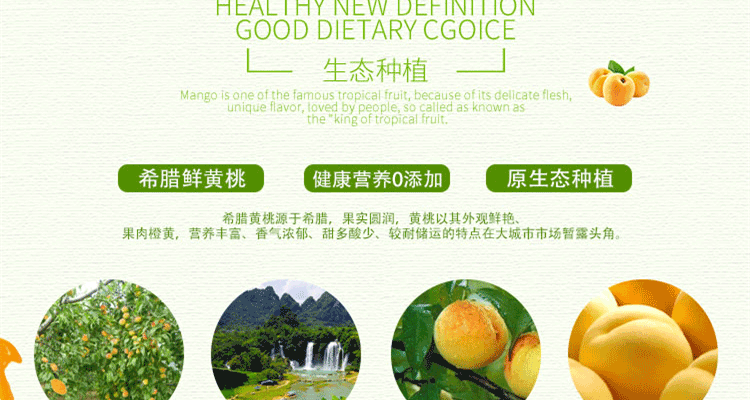 HEALTHY NEW DEFINITION
GOOD DIETARY CGOICE
生态种植
Mango is one of the famous tropical fruit, because of its delicate flesh,
unique flavor, loved by people, so called as known as
the "king of tropical fruit.
希腊鲜黄桃
健康营养0添加
原生态种植
希腊黄桃源于希腊，果实圆润，黄桃以其外观鲜艳、
果肉橙黄，营养丰富、香气浓郁、甜多酸少、较耐储运的特点在大城市市场暂露头角。